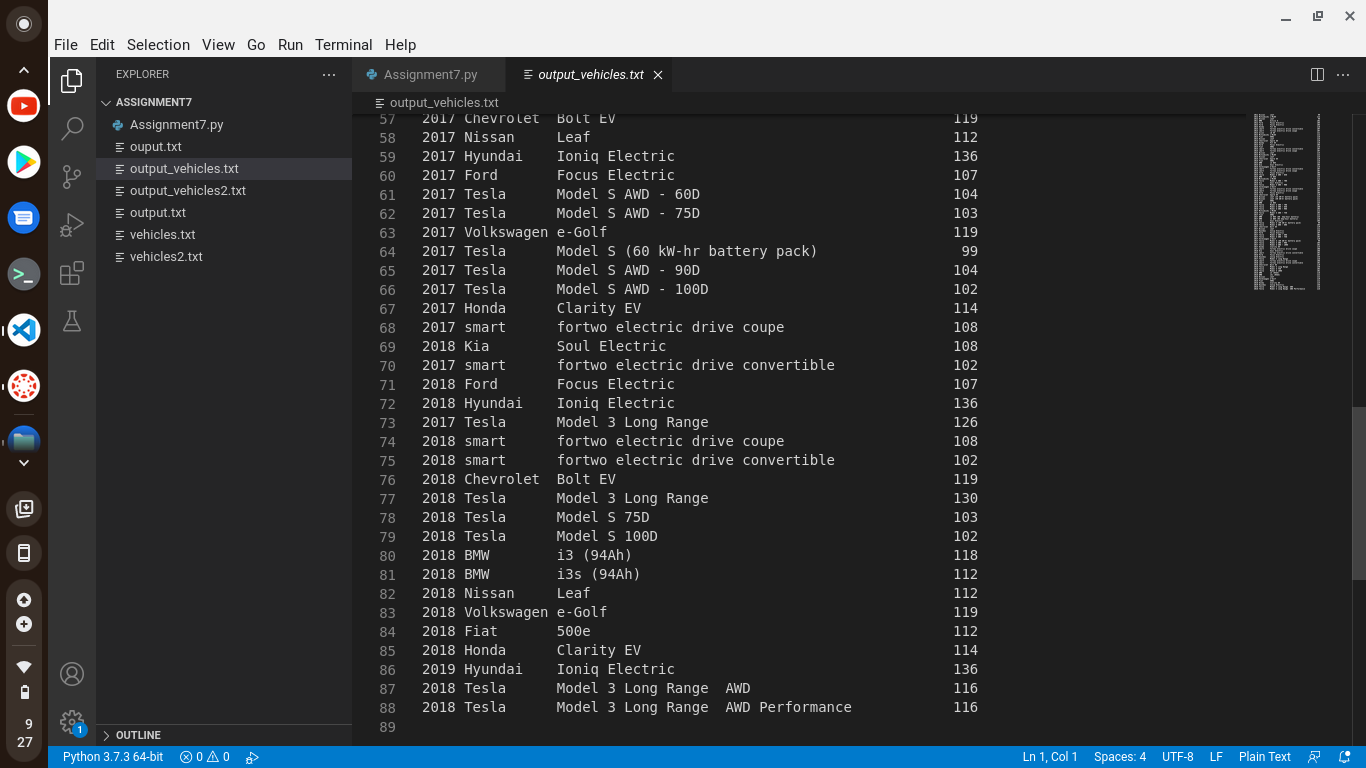 File Edit Selection View Go Run Terminal Help
EXPLORER
ASSIGNMENT7
Assignment7.py
ouput.txt
output_vehicles.txt
output_vehicles2.txt
output.txt
vehicles.txt
vehicles2.txt
OUTLINE
Assignment7.py output_vehicles.txt
output_vehicles.txt
57 2017 Chevrolet Bolt EV 119
58 2017 Nissan Leaf 112
59 2017 Hyundai Ioniq Electric 136
60 2017 Ford Focus Electric 107
61 2017 Tesla Model S AWD - 60D 104
62 2017 Tesla Model S AWD - 75D 103
63 2017 Volkswagen e-Golf 119
64 2017 Tesla Model S (60 kW-hr battery pack) 99
65 2017 Tesla Model S AWD - 90D 104
66 2017 Tesla Model S AWD - 100D 102
67 2017 Honda Clarity EV 114
68 2017 smart fortwo electric drive coupe 108
69 2018 Kia Soul Electric 108
70 2017 smart fortwo electric drive convertible 102
71 2018 Ford Focus Electric 107
72 2018 Hyundai Ioniq Electric 136
73 2017 Tesla Model 3 Long Range 126
74 2018 smart fortwo electric drive coupe 108
75 2018 smart fortwo electric drive convertible 102
76 2018 Chevrolet Bolt EV 119
77 2018 Tesla Model 3 Long Range 130
78 2018 Tesla Model S 75D 103
79 2018 Tesla Model S 100D 102
80 2018 BMW i3 (94Ah) 118
81 2018 BMW i3s (94Ah) 112
82 2018 Nissan Leaf 112
83 2018 Volkswagen e-Golf 119
84 2018 Fiat 500e 112
85 2018 Honda Clarity EV 114
86 2019 Hyundai Ioniq Electric 136
87 2018 Tesla Model 3 Long Range AWD 116
88 2018 Tesla Model 3 Long Range AWD Performance 116
89
1
9
27
Python 3.7.3 64-bit 0 0 Ln 1, Col 1 Spaces: 4 UTF-8 LF Plain Text